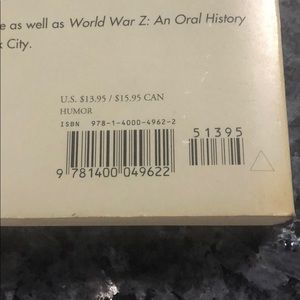 e as well as World War Z: An Oral History
k City.
U.S. $13.95 / $15.95 CAN
HUMOR
ISBN 978-1-4000-4962-2
51395
9 781400 049622